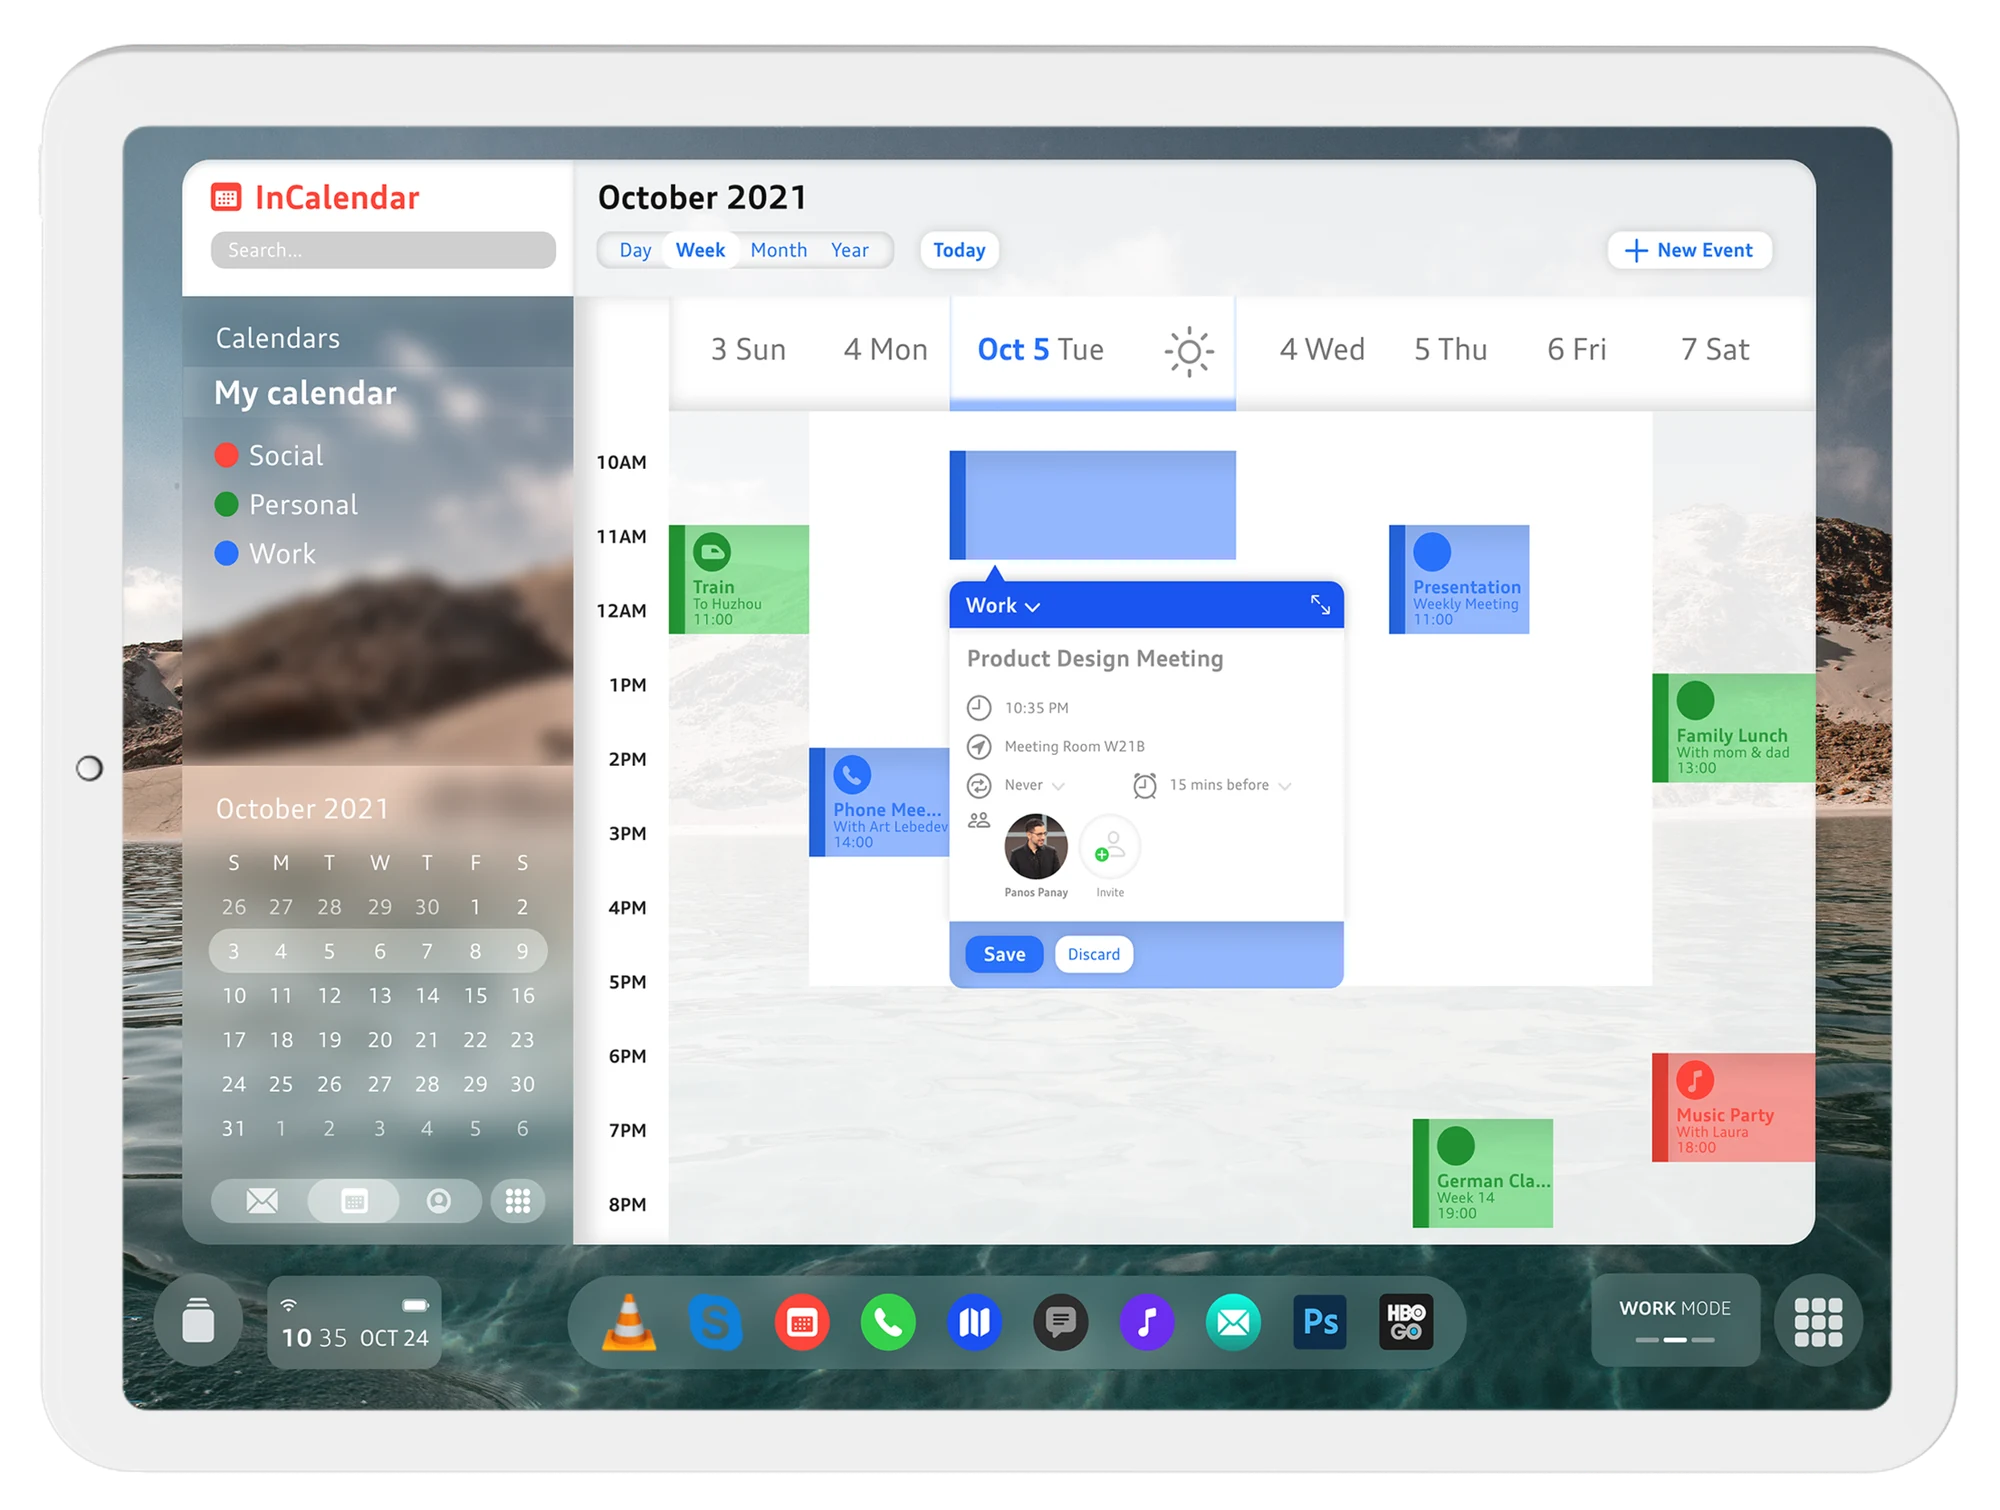 InCalendar
Search...
October 2021
Day Week Month Year Today
+ New Event
Calendars
My calendar
Social
Personal
Work
October 2021
S M T W T F S
26 27 28 29 30 1 2
3 4 5 6 7 8 9
10 11 12 13 14 15 16
17 18 19 20 21 22 23
24 25 26 27 28 29 30
31 1 2 3 4 5 6
3 Sun 4 Mon Oct 5 Tue 4 Wed 5 Thu 6 Fri 7 Sat
10AM
11AM
12AM
1PM
2PM
3PM
4PM
5PM
6PM
7PM
8PM
Train
To Huzhou
11:00
Phone Mee...
With Art Lebedev
14:00
Work
Product Design Meeting
10:35 PM
Meeting Room W21B
Never 15 mins before
Panos Panay Invite
Save Discard
Presentation
Weekly Meeting
11:00
Family Lunch
With mom & dad
13:00
Music Party
With Laura
18:00
German Cla...
Week 14
19:00
10 35 OCT 24
S
Ps
HBO
GO
WORK MODE